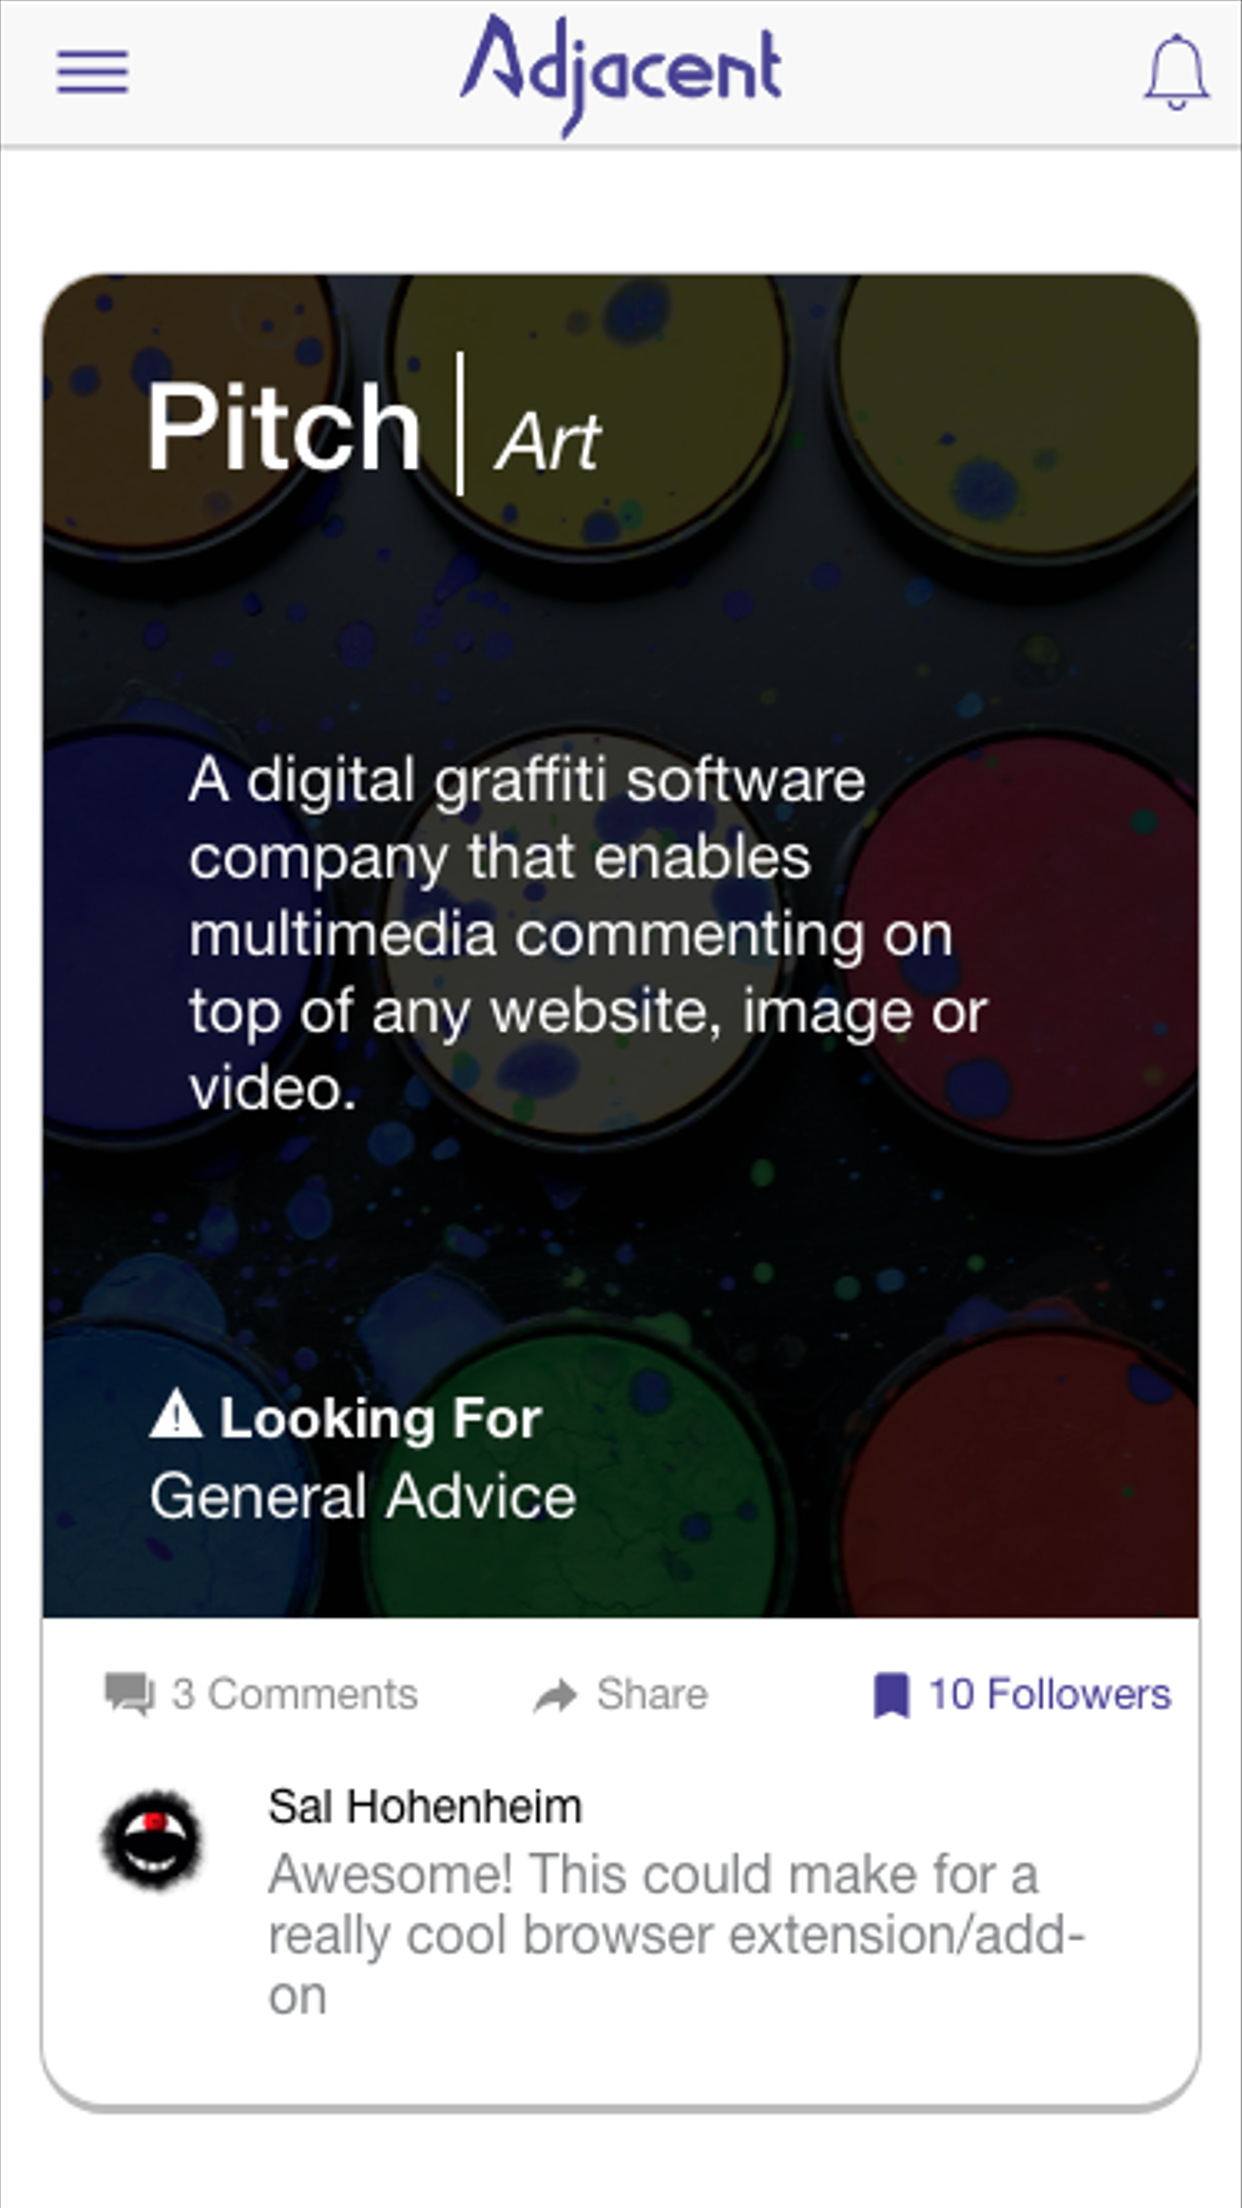 Adjacent
Pitch | Art
A digital graffiti software
company that enables
multimedia commenting on
top of any website, image or
video.
Looking For
General Advice
3 Comments Share 10 Followers
Sal Hohenheim
Awesome! This could make for a
really cool browser extension/add-
on